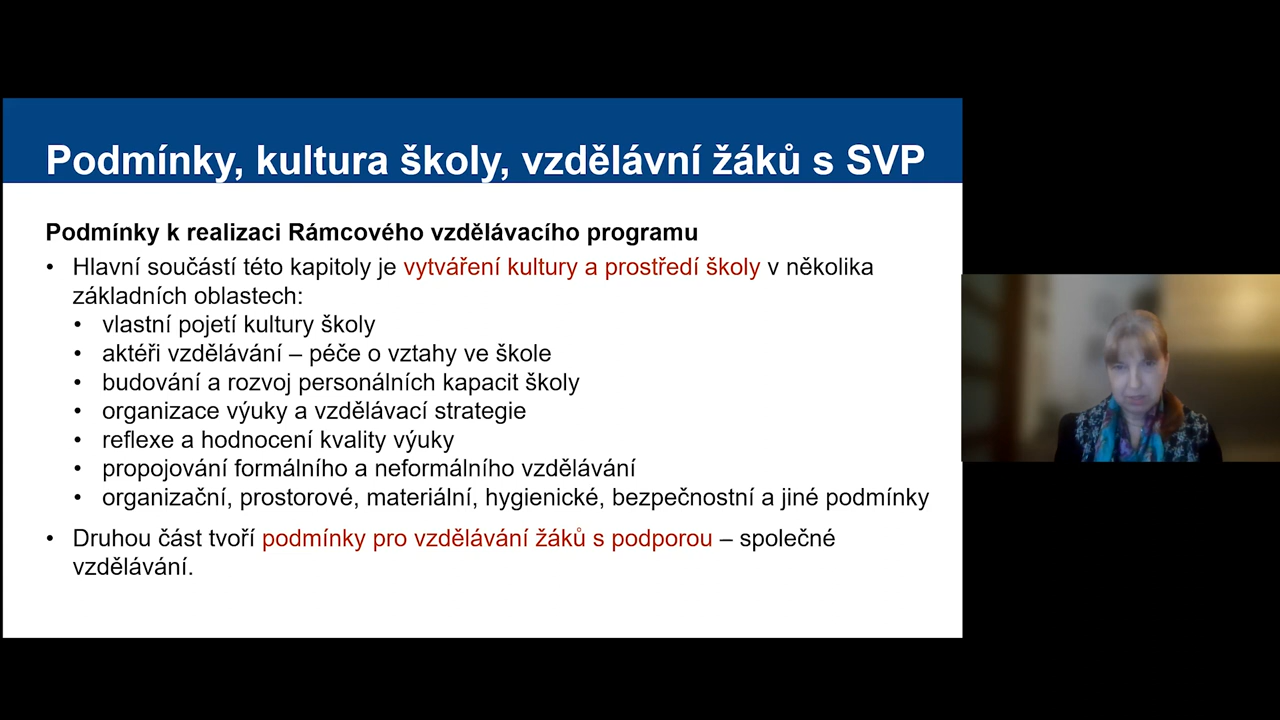 Podmínky, kultura školy, vzdělávní žáků s SVP
Podmínky k realizaci Rámcového vzdělávacího programu
• Hlavní součástí této kapitoly je vytváření kultury a prostředí školy v několika
základních oblastech:
• vlastní pojetí kultury školy
• aktéři vzdělávání – péče o vztahy ve škole
• budování a rozvoj personálních kapacit školy
• organizace výuky a vzdělávací strategie
• reflexe a hodnocení kvality výuky
• propojování formálního a neformálního vzdělávání
• organizační, prostorové, materiální, hygienické, bezpečnostní a jiné podmínky
• Druhou část tvoří podmínky pro vzdělávání žáků s podporou – společné
vzdělávání.